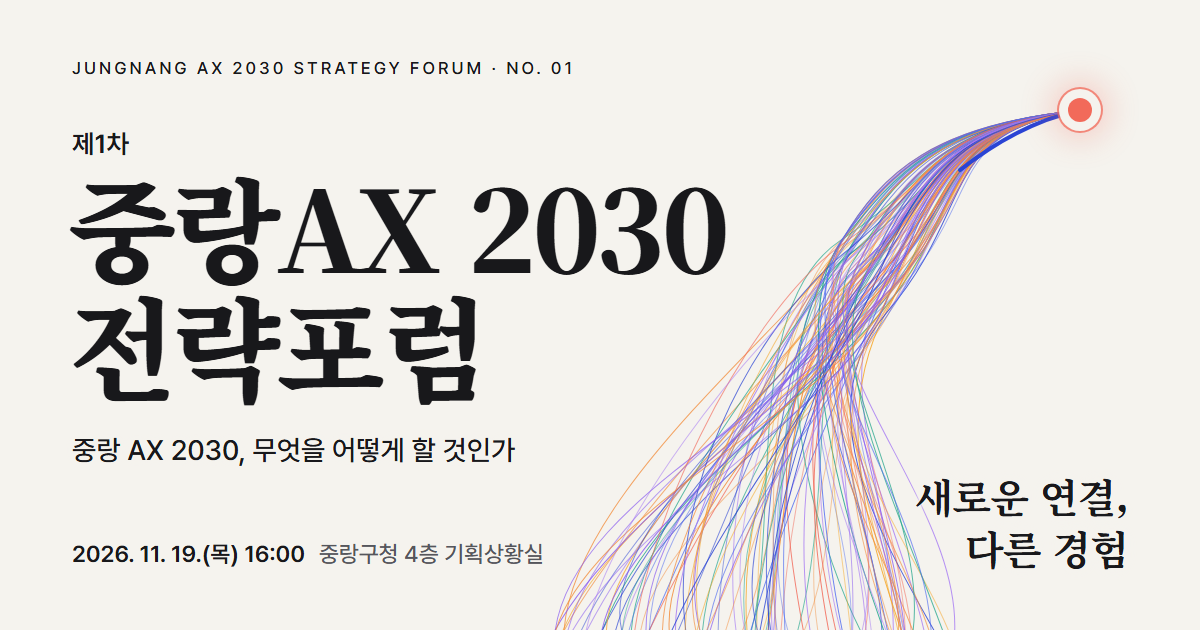 JUNGNANG AX 2030 STRATEGY FORUM · NO. 01
제1차
중랑AX 2030
전략포럼
중랑 AX 2030, 무엇을 어떻게 할 것인가
2026. 11. 19.(목) 16:00 중랑구청 4층 기획상황실
새로운 연결,
다른 경험